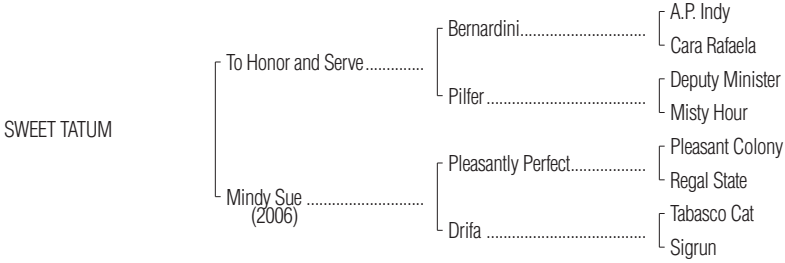 A.P. Indy
Bernardini..............................
Cara Rafaela
To Honor and Serve..............
Deputy Minister
Pilfer......................................
Misty Hour
SWEET TATUM
Pleasant Colony
Pleasantly Perfect..................
Regal State
Mindy Sue ............................
(2006)
Tabasco Cat
Drifa ......................................
Sigrun